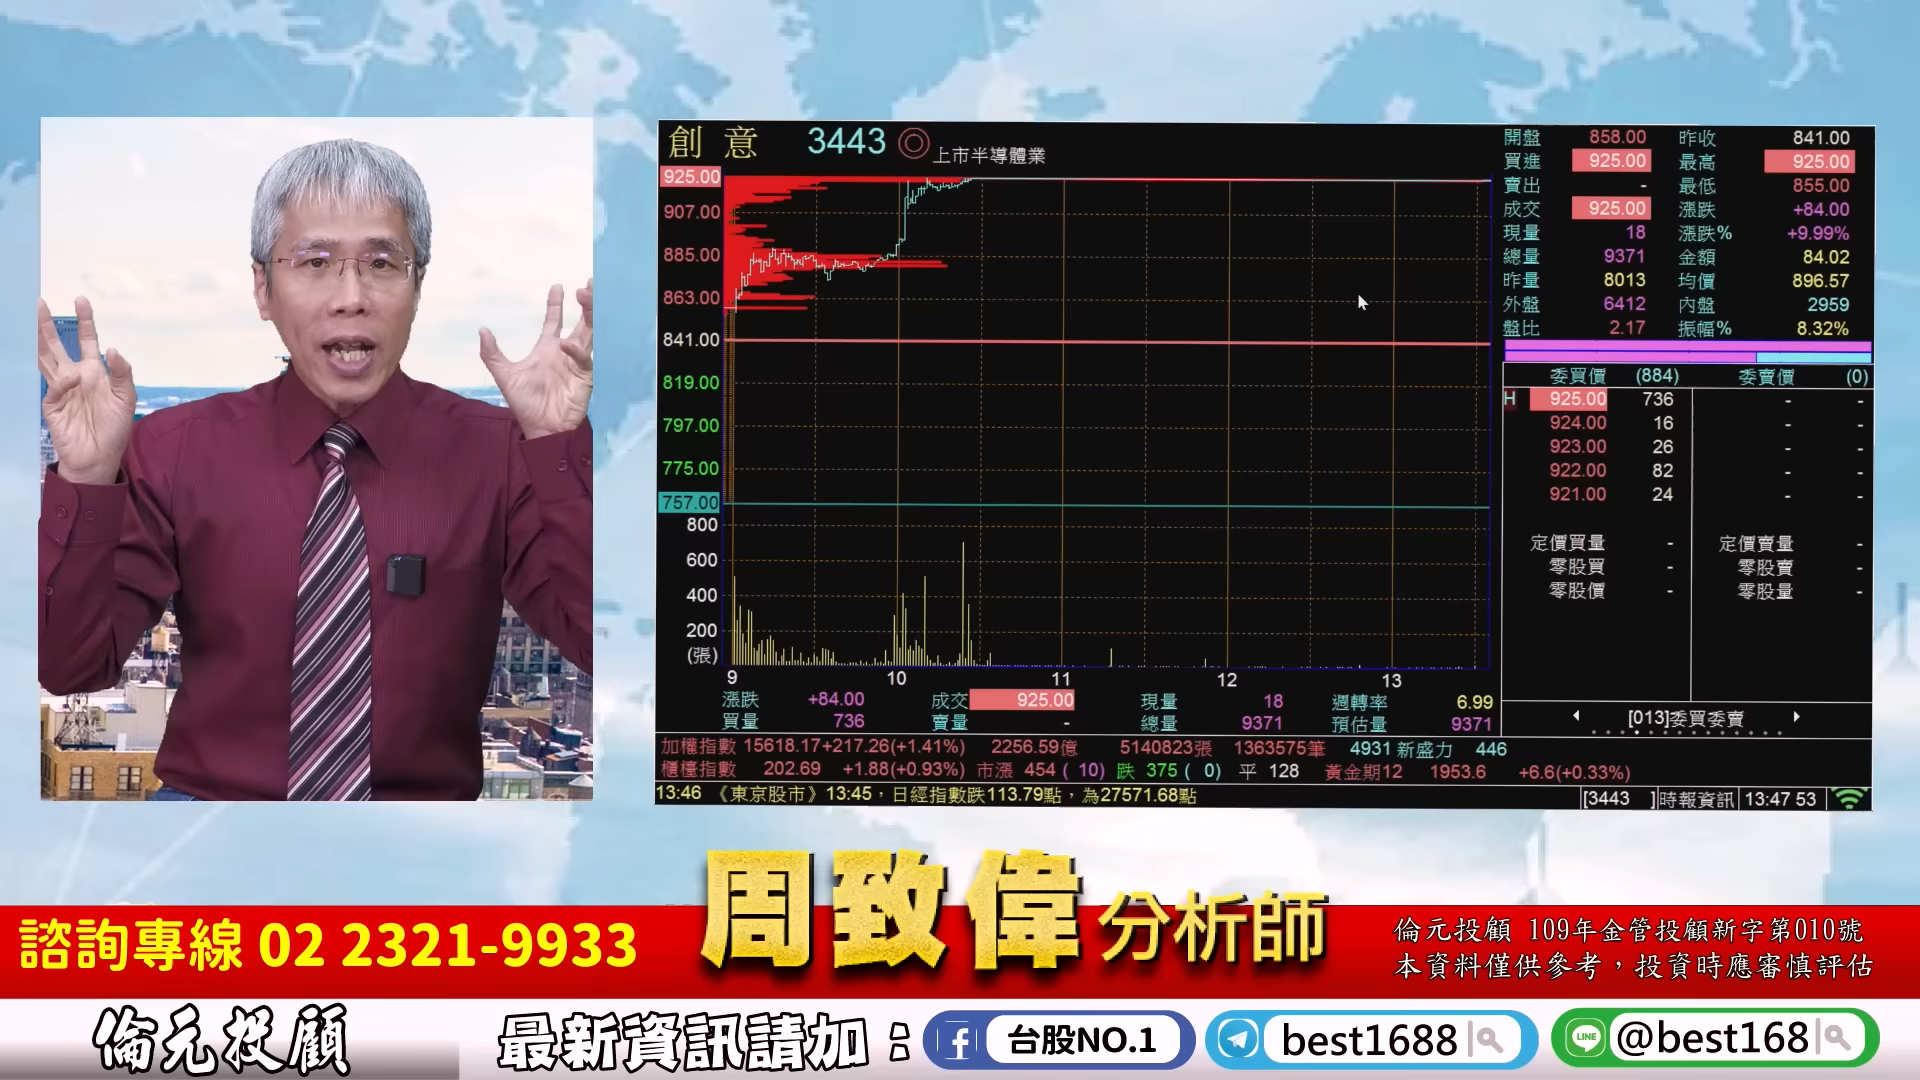 創意 3443 ◎ 上市半導體業
925.00
907.00
885.00
863.00
841.00
819.00
797.00
775.00
757.00
800
600
400
200
(張)
9 10 11 12 13
漲跌 +84.00 成交 925.00 現量 18 週轉率 6.99
買量 736 賣量 - 總量 9371 預估量 9371
開盤 858.00 昨收 841.00
買進 925.00 最高 925.00
賣出 - 最低 855.00
成交 925.00 漲跌 +84.00
現量 18 漲跌% +9.99%
總量 9371 金額 84.02
昨量 8013 均價 896.57
外盤 6412 內盤 2959
盤比 2.17 振幅% 8.32%
委買價 (884) 委賣價 (0)
H 925.00 736 - -
924.00 16 - -
923.00 26 - -
922.00 82 - -
921.00 24 - -
定價買量 - 定價賣量 -
零股買 - 零股賣 -
零股價 - 零股量 -
[013]委買委賣
加權指數 15618.17+217.26(+1.41%) 2256.59億 5140823張 1363575筆 4931 新盛力 446
櫃檯指數 202.69 +1.88(+0.93%) 市漲 454 ( 10) 跌 375 ( 0) 平 128 黃金期12 1953.6 +6.6(+0.33%)
13:46 《東京股市》13:45，日經指數跌113.79點，為27571.68點
[3443 ] 時報資訊 13:47 53
周致偉 分析師
諮詢專線 02 2321-9933
倫元投顧 109年金管投顧新字第010號
本資料僅供參考，投資時應審慎評估
倫元投顧
最新資訊請加：
台股NO.1
best1688
LINE
@best168